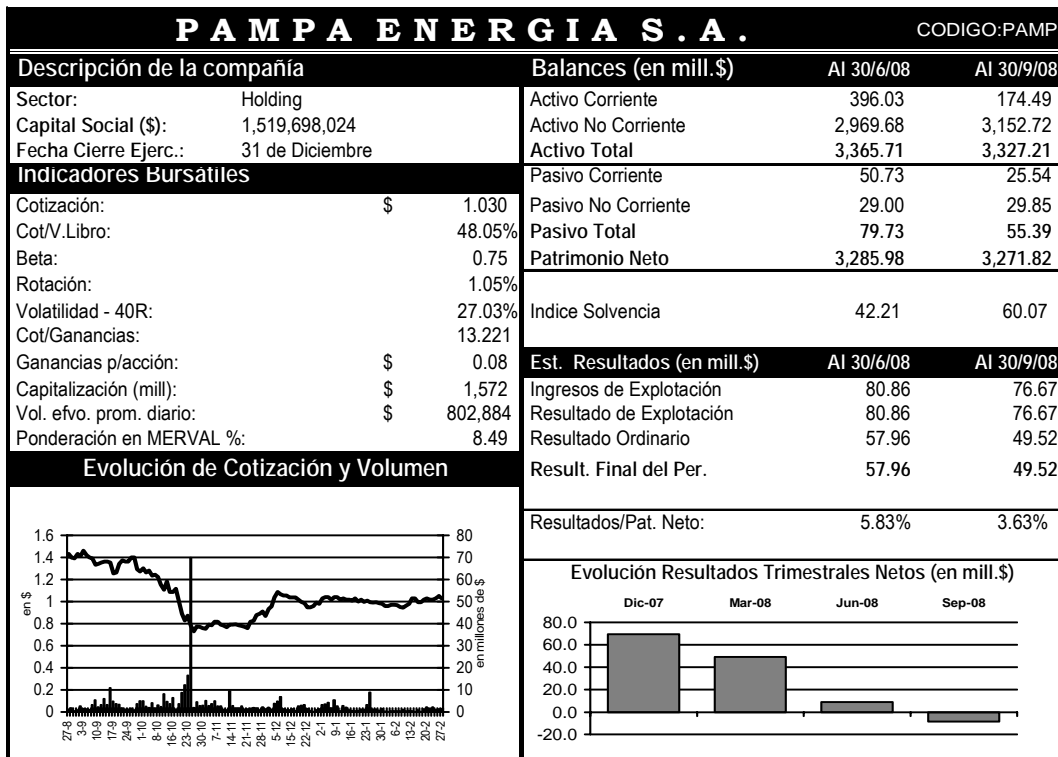 PAMPA ENERGIA S.A. CODIGO:PAMP
Descripción de la compañía
Sector: Holding
Capital Social ($): 1,519,698,024
Fecha Cierre Ejerc.: 31 de Diciembre
Indicadores Bursátiles
Cotización: $ 1.030
Cot/V.Libro: 48.05%
Beta: 0.75
Rotación: 1.05%
Volatilidad - 40R: 27.03%
Cot/Ganancias: 13.221
Ganancias p/acción: $ 0.08
Capitalización (mill): $ 1,572
Vol. efvo. prom. diario: $ 802,884
Ponderación en MERVAL %: 8.49
Evolución de Cotización y Volumen
1.6 80
1.4 70
1.2 60
1 50
0.8 40
30
0.6
0.4 20
0.2 10
0 0
en $
en millones de $
27-8 3-9 10-9 17-9 24-9 1-10 8-10 16-10 23-10 30-10 7-11 14-11 21-11 28-11 5-12 15-12 22-12 2-1 9-1 16-1 23-1 30-1 6-2 13-2 20-2 27-2
Balances (en mill.$) Al 30/6/08 Al 30/9/08
Activo Corriente 396.03 174.49
Activo No Corriente 2,969.68 3,152.72
Activo Total 3,365.71 3,327.21
Pasivo Corriente 50.73 25.54
Pasivo No Corriente 29.00 29.85
Pasivo Total 79.73 55.39
Patrimonio Neto 3,285.98 3,271.82
Indice Solvencia 42.21 60.07
Est. Resultados (en mill.$) Al 30/6/08 Al 30/9/08
Ingresos de Explotación 80.86 76.67
Resultado de Explotación 80.86 76.67
Resultado Ordinario 57.96 49.52
Result. Final del Per. 57.96 49.52
Resultados/Pat. Neto: 5.83% 3.63%
Evolución Resultados Trimestrales Netos (en mill.$)
Dic-07 Mar-08 Jun-08 Sep-08
80.0
60.0
40.0
20.0
0.0
-20.0